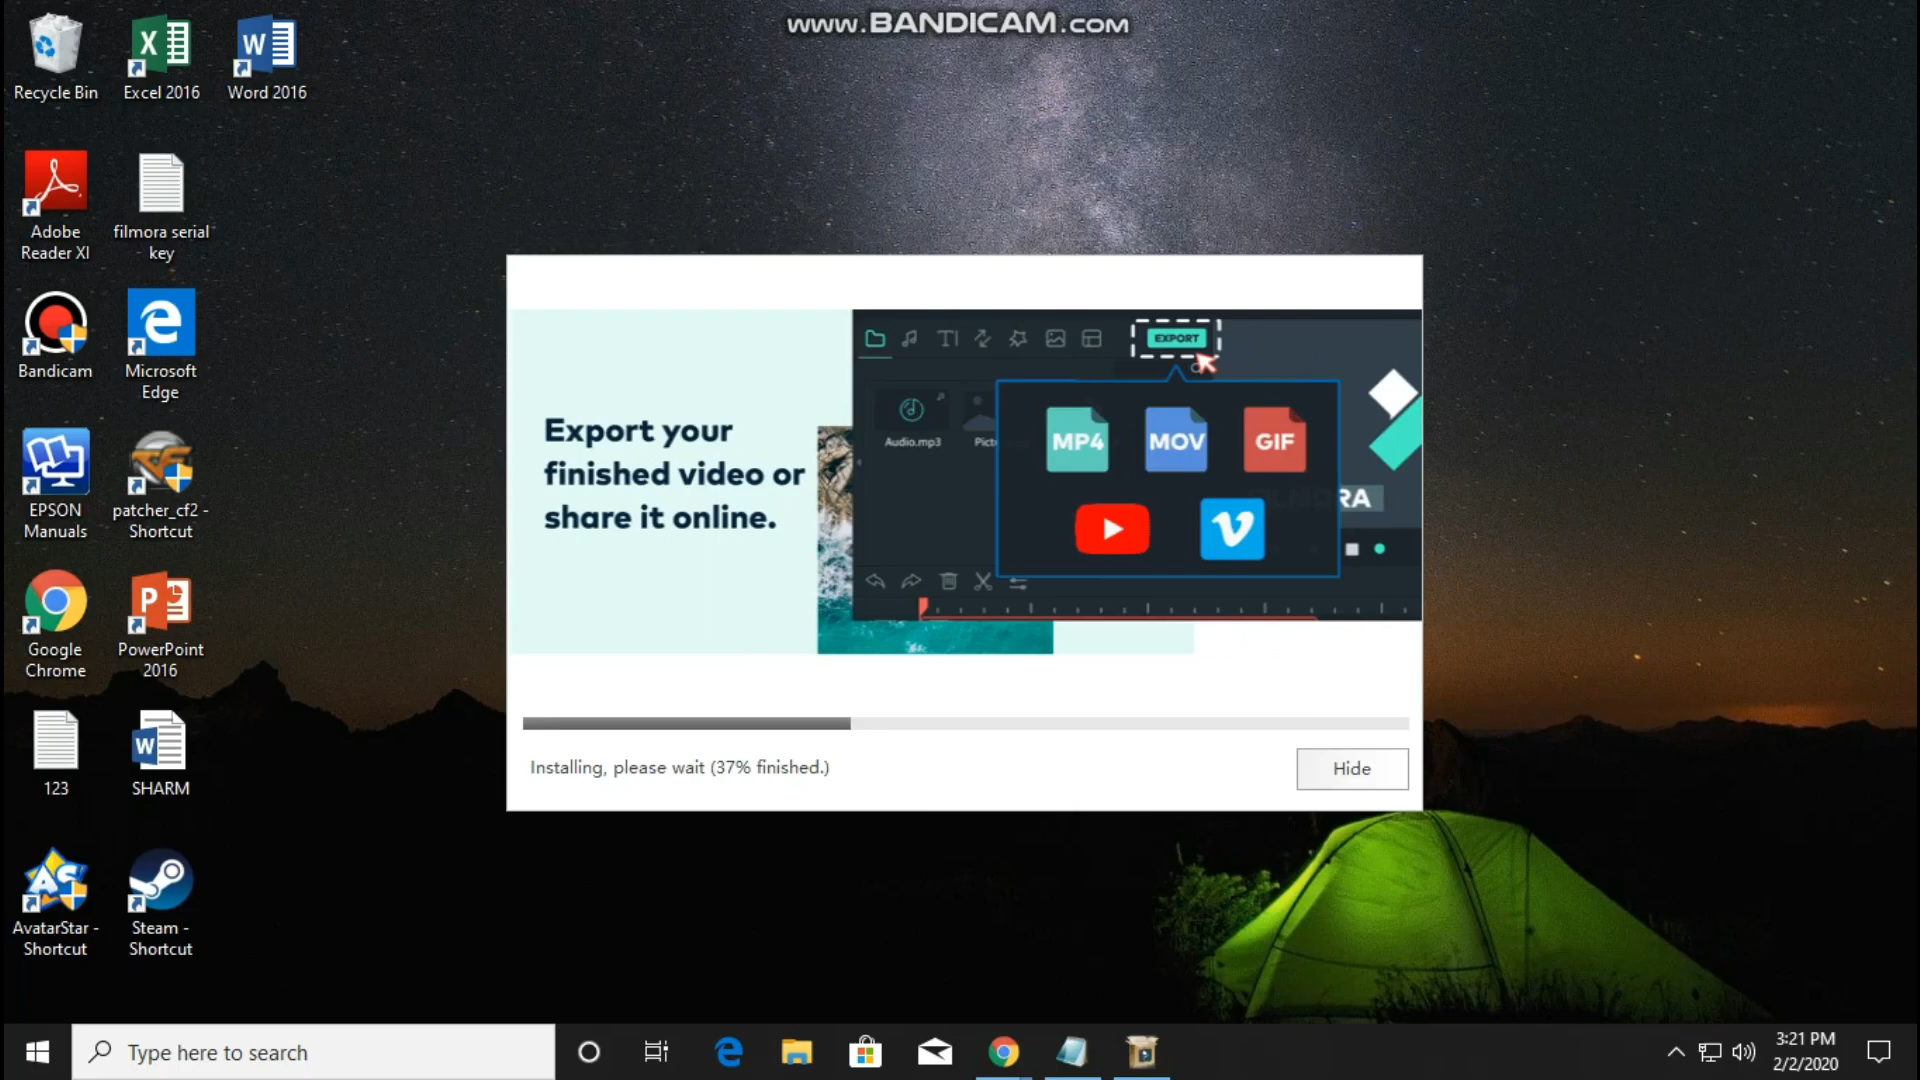 www.BANDICAM.com
Recycle Bin
Excel 2016
Word 2016
Adobe
Reader XI
filmora serial
key
Bandicam
Microsoft
Edge
EPSON
Manuals
patcher_cf2 -
Shortcut
Google
Chrome
PowerPoint
2016
123
SHARM
AvatarStar -
Shortcut
Steam -
Shortcut
Export your
finished video or
share it online.
EXPORT
Audio.mp3
MP4
MOV
GIF
Installing, please wait (37% finished.)
Hide
Type here to search
3:21 PM
2/2/2020